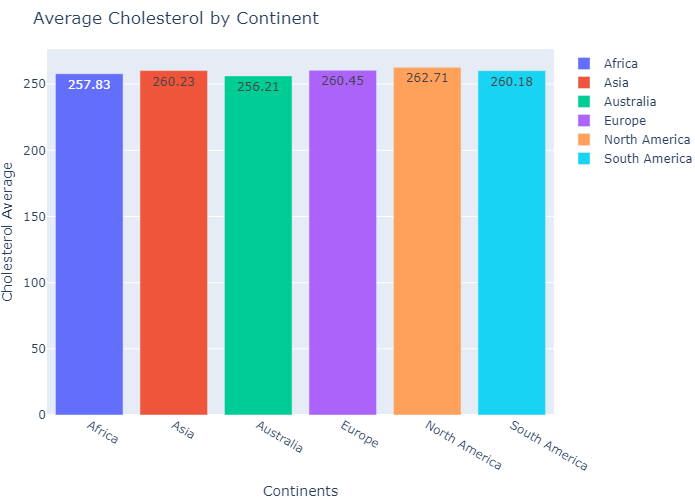 Average Cholesterol by Continent
Cholesterol Average
250
200
150
100
50
0
257.83
260.23
256.21
260.45
262.71
260.18
Africa
Asia
Australia
Europe
North America
South America
Continents
Africa
Asia
Australia
Europe
North America
South America